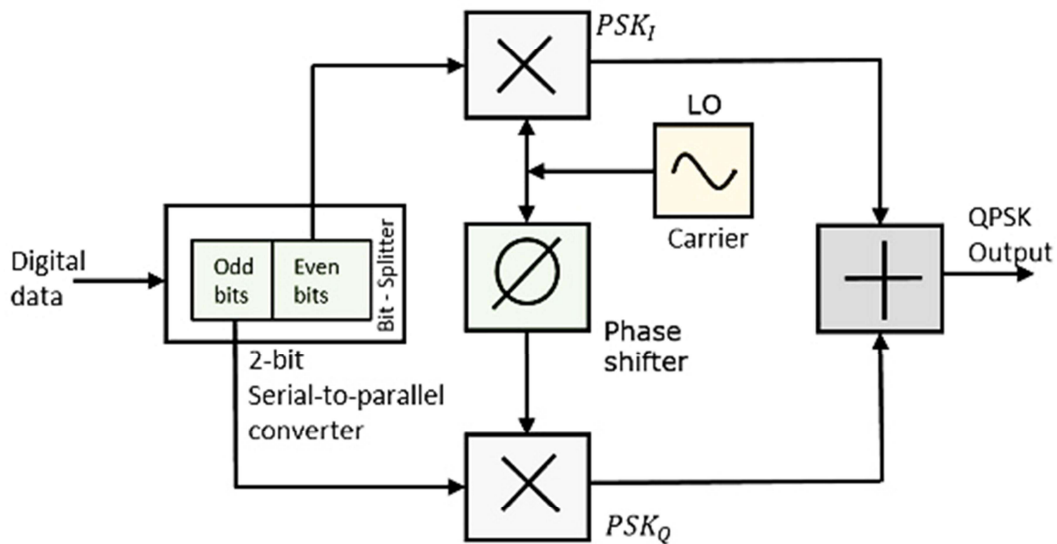 PSK_I
LO
Carrier
Digital
data
Odd
bits
Even
bits
Bit - Splitter
2-bit
Serial-to-parallel
converter
Phase
shifter
QPSK
Output
PSK_Q